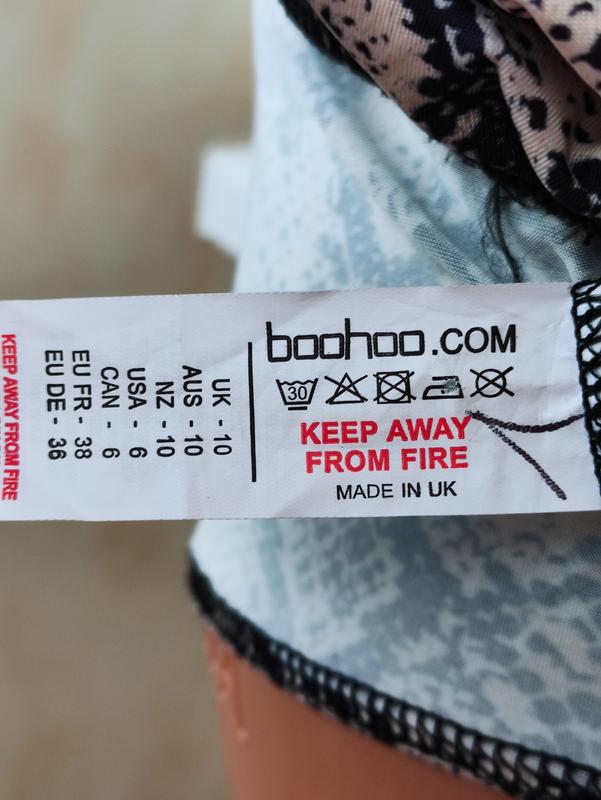 boohoo.COM
30
KEEP AWAY
FROM FIRE
MADE IN UK
UK - 10
AUS - 10
NZ - 10
USA - 6
CAN - 6
EU FR - 38
EU DE - 36
KEEP AWAY FROM FIRE